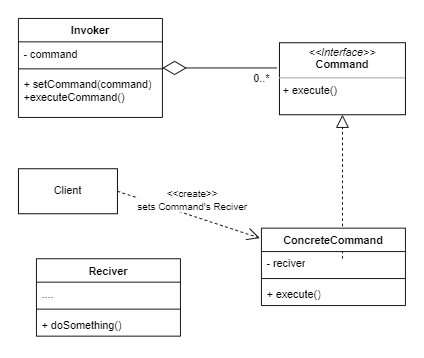 Invoker
- command
+ setCommand(command)
+executeCommand()
0..*
<<Interface>>
Command
+ execute()
Client
<<create>>
sets Command's Reciver
ConcreteCommand
- reciver
+ execute()
Reciver
....
+ doSomething()